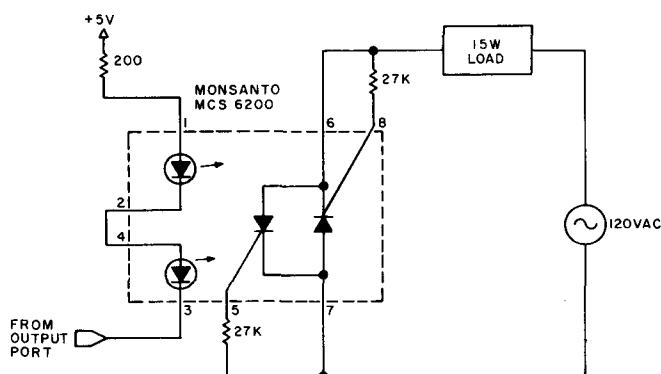 +5V
200
MONSANTO
MCS 6200
1
6
8
27K
15W
LOAD
2
4
120VAC
3
5
7
27K
FROM
OUTPUT
PORT